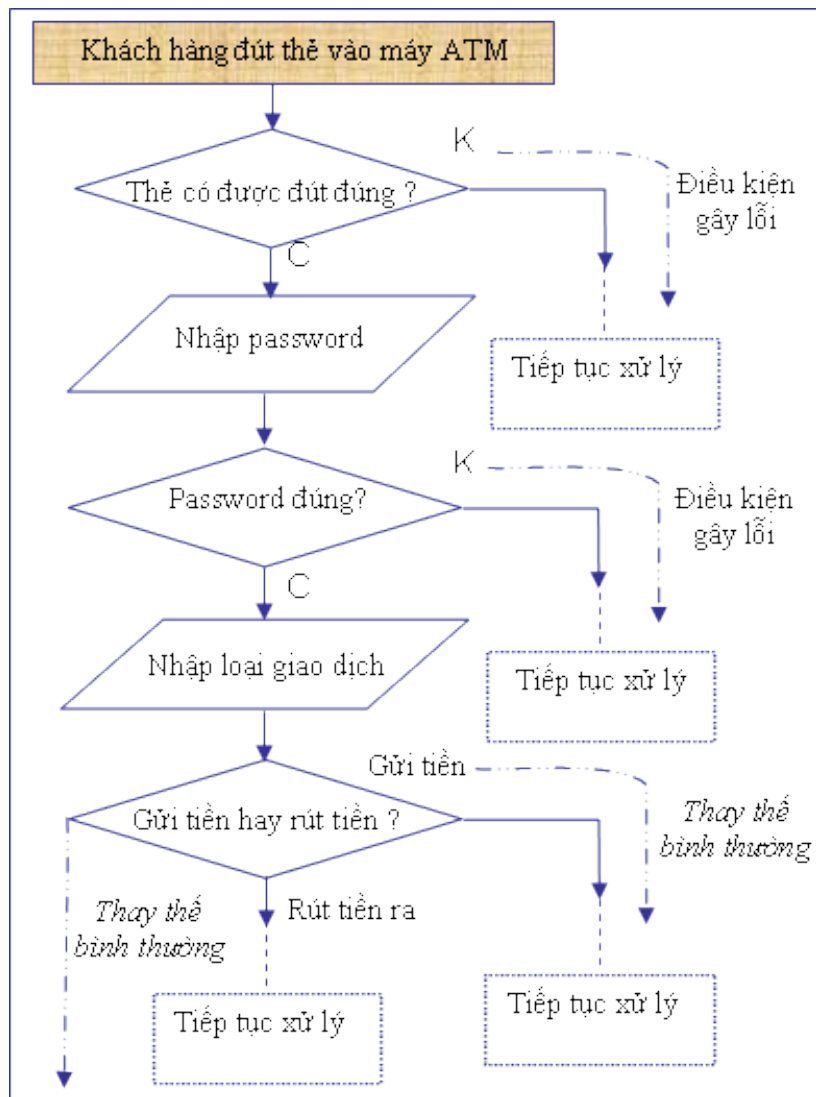 Khách hàng đút thẻ vào máy ATM
K
Thẻ có được đút đúng ?
Điều kiện
gây lỗi
C
Nhập password
Tiếp tục xử lý
K
Password đúng?
Điều kiện
gây lỗi
C
Nhập loại giao dịch
Tiếp tục xử lý
Gửi tiền
Gửi tiền hay rút tiền ?
Thay thế
bình thường
Thay thế
bình thường
Rút tiền ra
Tiếp tục xử lý
Tiếp tục xử lý